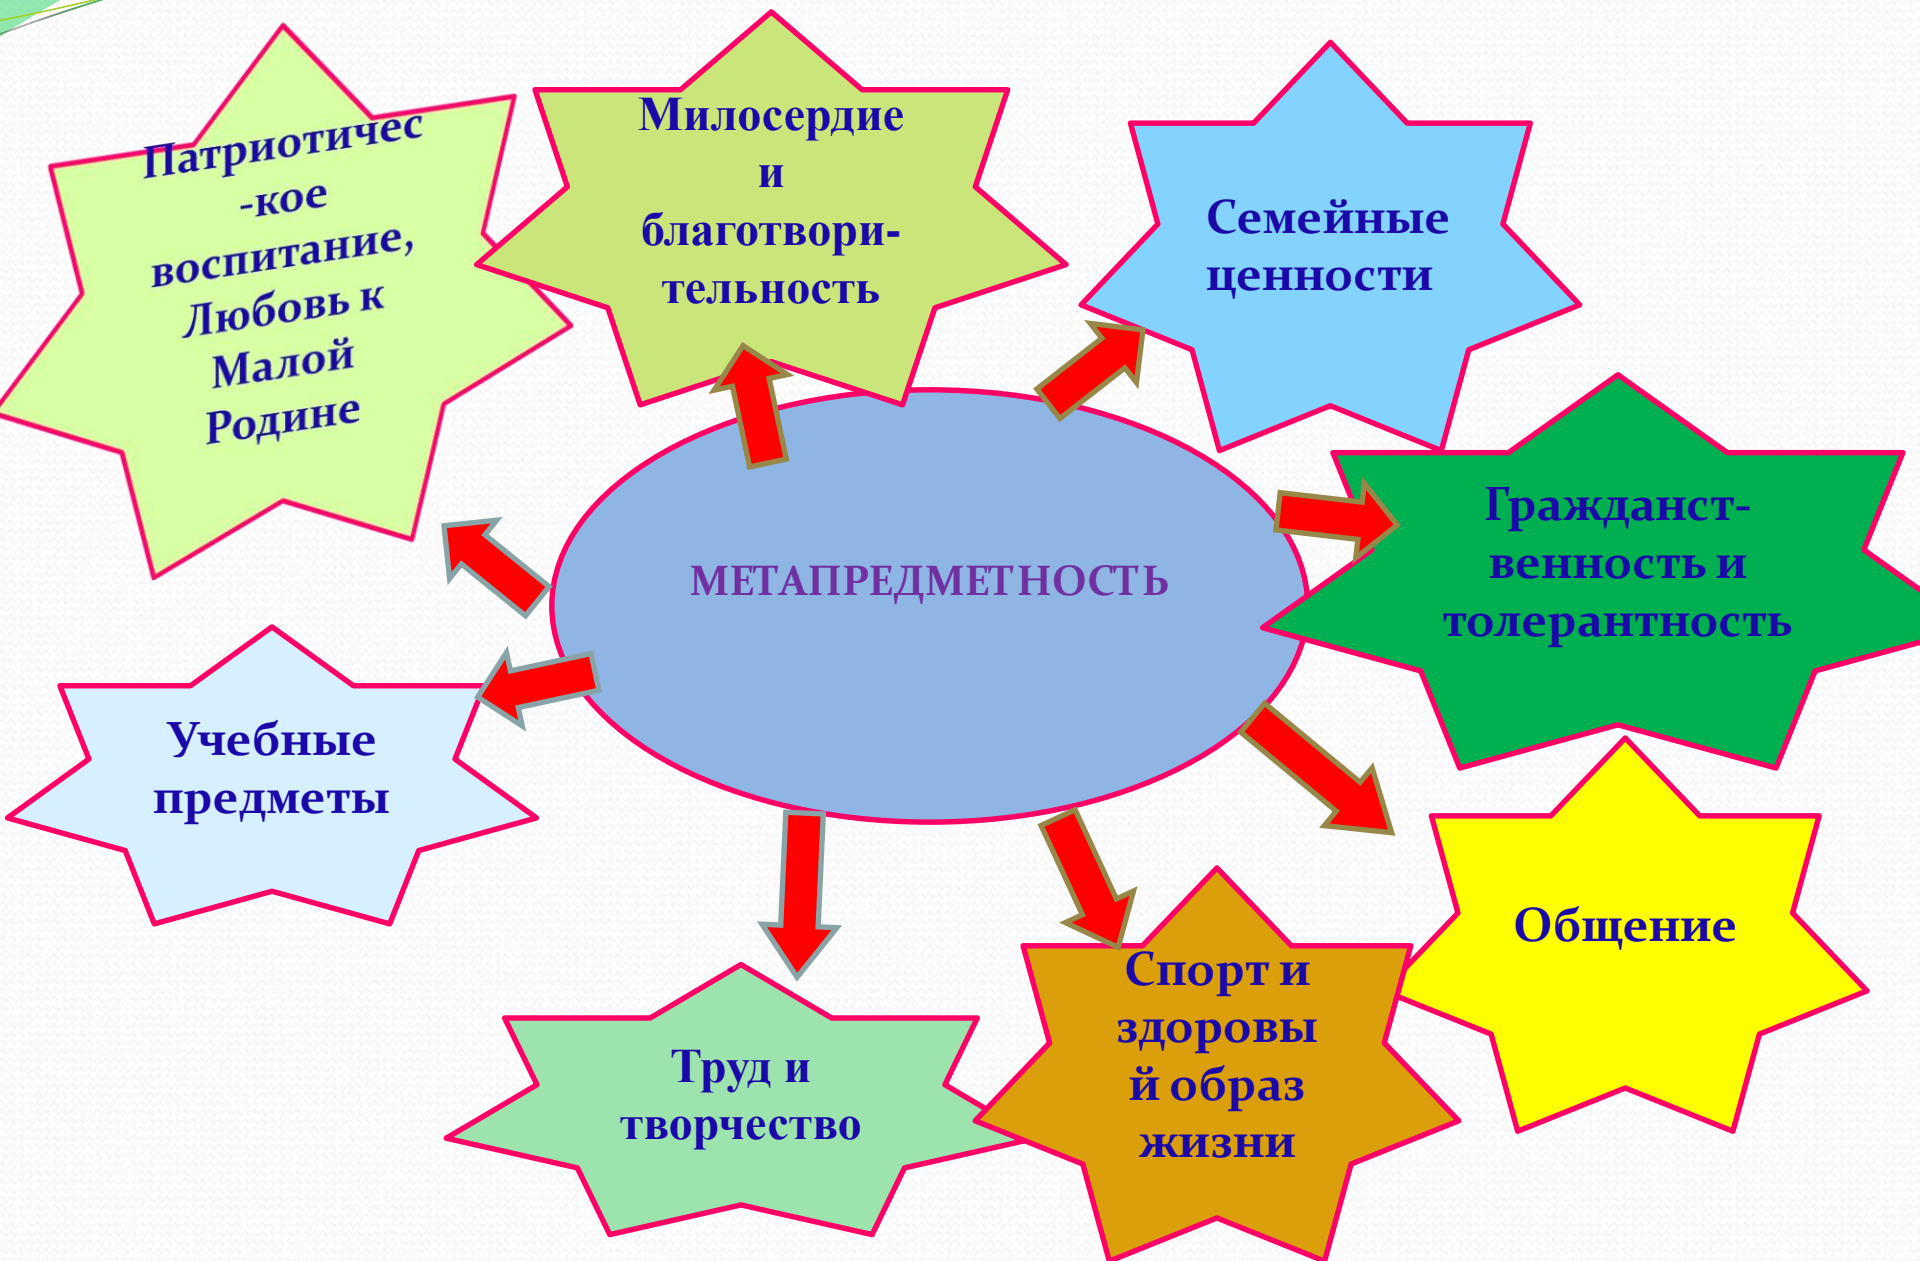 Патриотичес
-кое
воспитание,
Любовь к
Малой
Родине
Милосердие
и
благотвори-
тельность
Семейные
ценности
МЕТАПРЕДМЕТНОСТЬ
Гражданст-
венность и
толерантность
Учебные
предметы
Общение
Спорт и
здоровы
й образ
жизни
Труд и
творчество